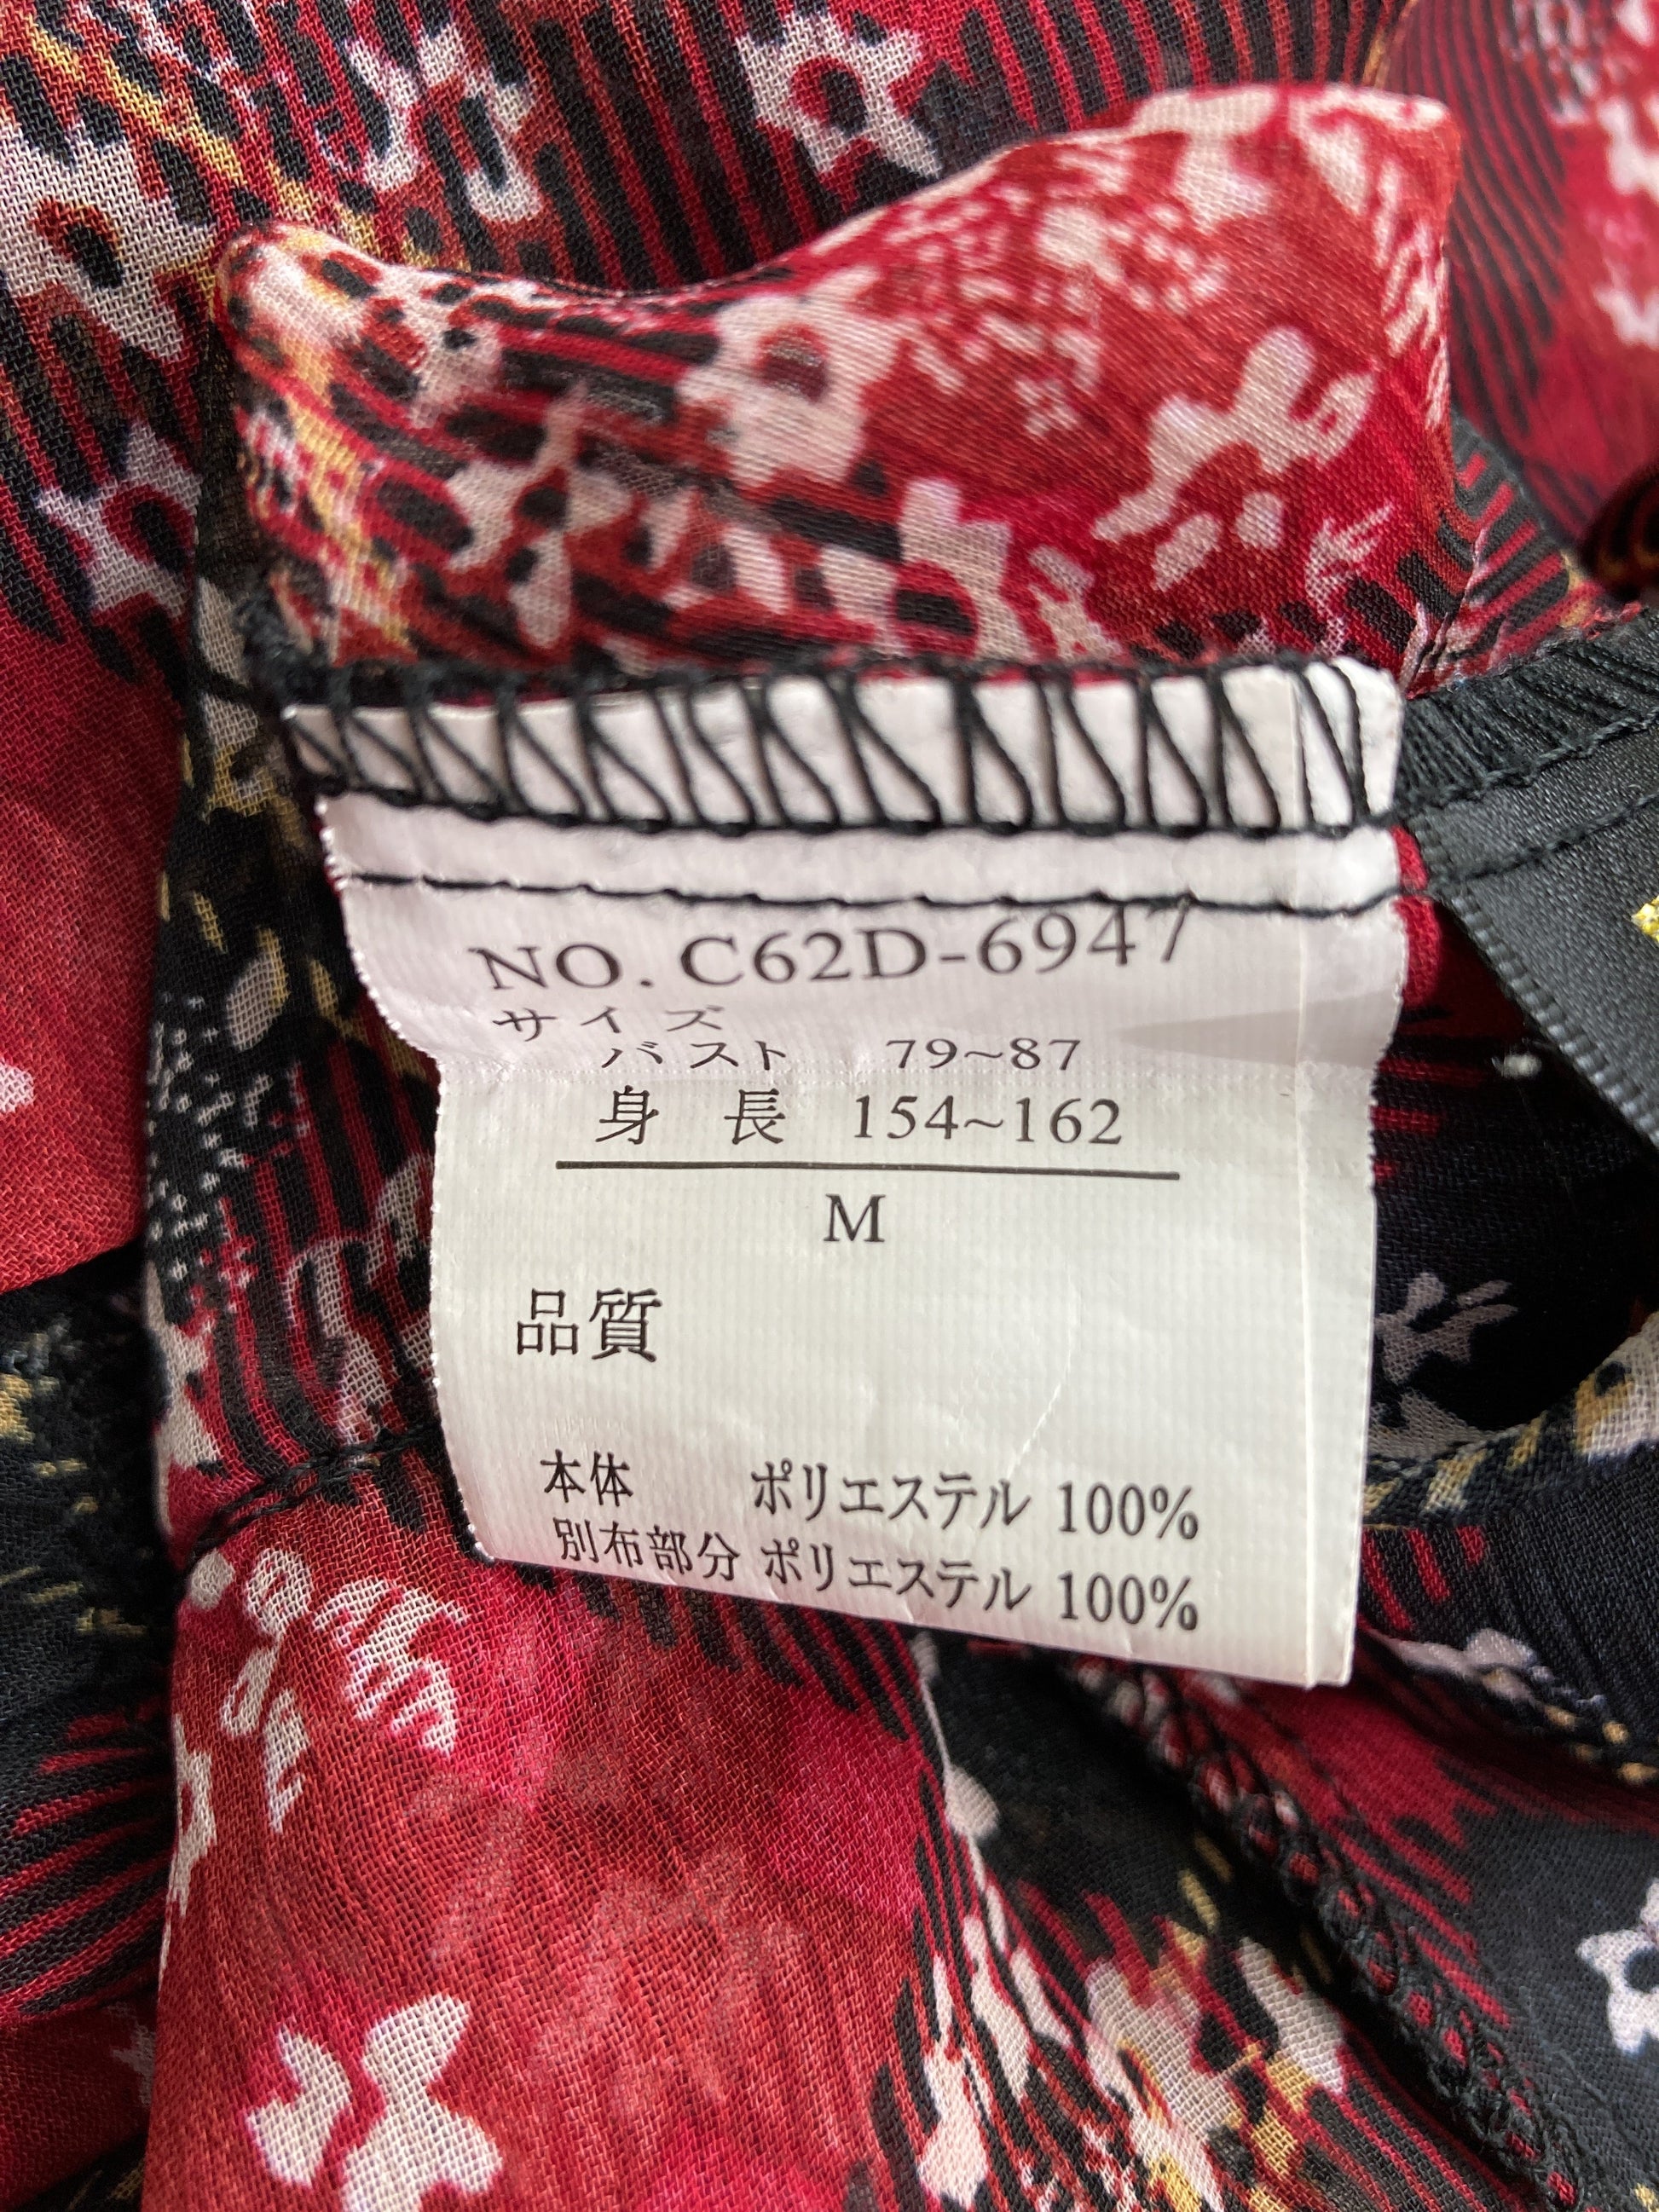 NO. C62D-6947
サイズ
バスト 79~87
身 長 154~162
M
品質
本体 ポリエステル 100%
別布部分 ポリエステル 100%